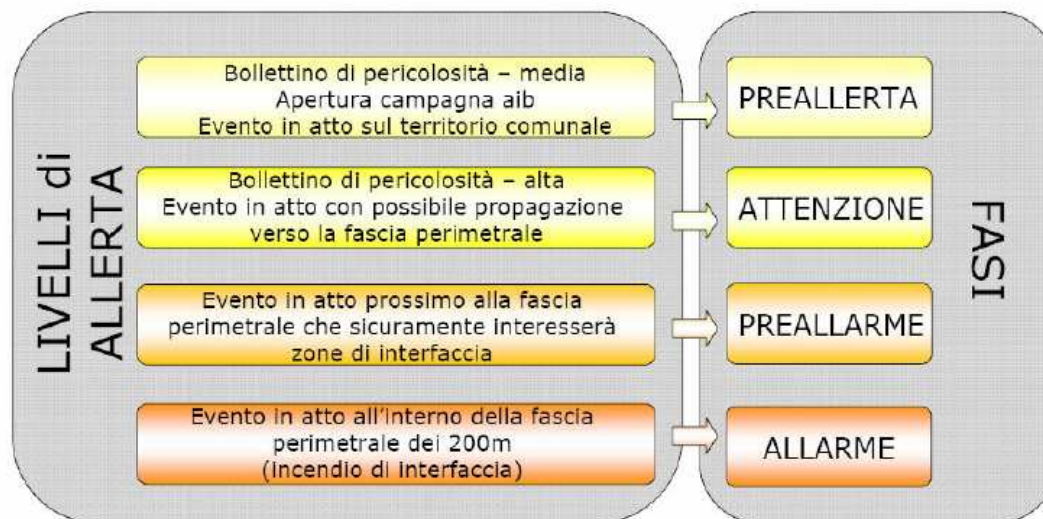 LIVELLI di
ALLERTA
Bollettino di pericolosità – media
Apertura campagna aib
Evento in atto sul territorio comunale
PREALLERTA
Bollettino di pericolosità – alta
Evento in atto con possibile propagazione
verso la fascia perimetrale
ATTENZIONE
Evento in atto prossimo alla fascia
perimetrale che sicuramente interesserà
zone di interfaccia
PREALLARME
Evento in atto all'interno della fascia
perimetrale dei 200m
(incendio di interfaccia)
ALLARME
FASI